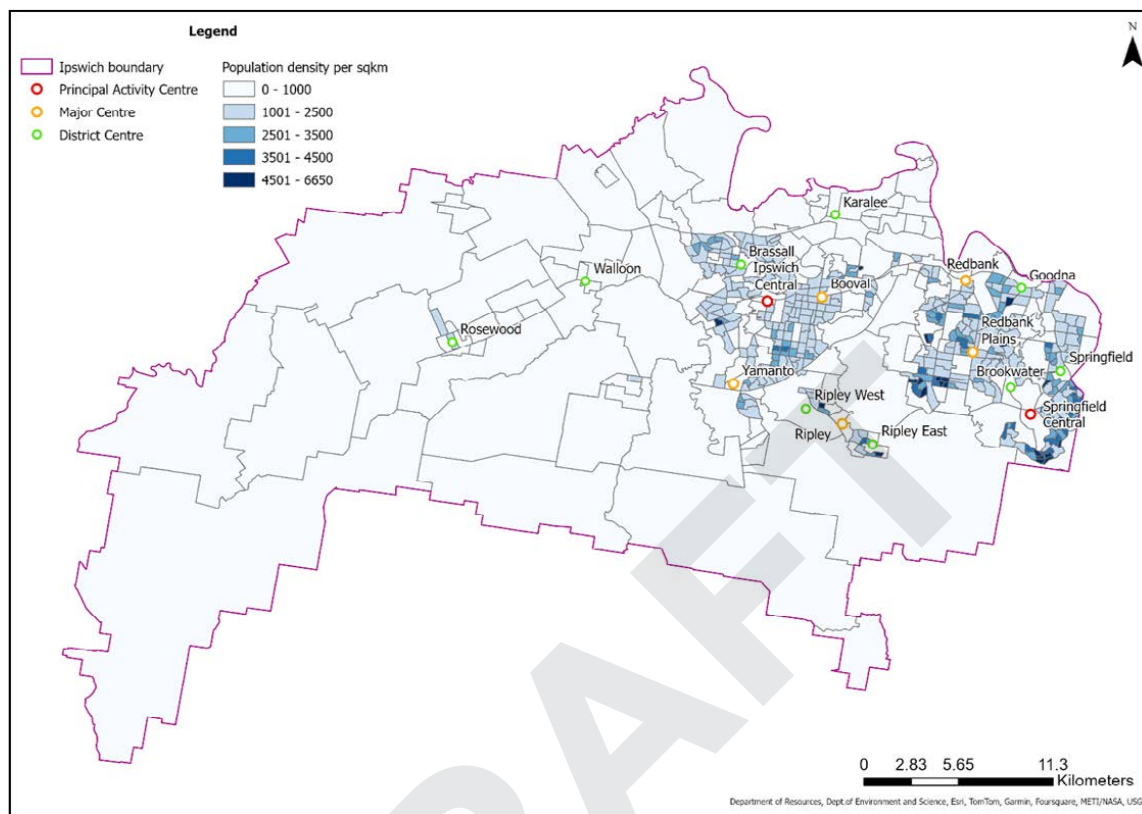 Legend
Ipswich boundary
Principal Activity Centre
Major Centre
District Centre
Population density per sqkm
0 - 1000
1001 - 2500
2501 - 3500
3501 - 4500
4501 - 6650
N
Karalee
Brassall
Ipswich
Central
Booval
Redbank
Goodna
Walloon
Rosewood
Redbank
Plains
Springfield
Brookwater
Yamanto
Ripley West
Springfield
Central
Ripley
Ripley East
DRAFT
0 2.83 5.65 11.3
Kilometers
Department of Resources, Dept.of Environment and Science, Esri, TomTom, Garmin, Foursquare, METI/NASA, USG